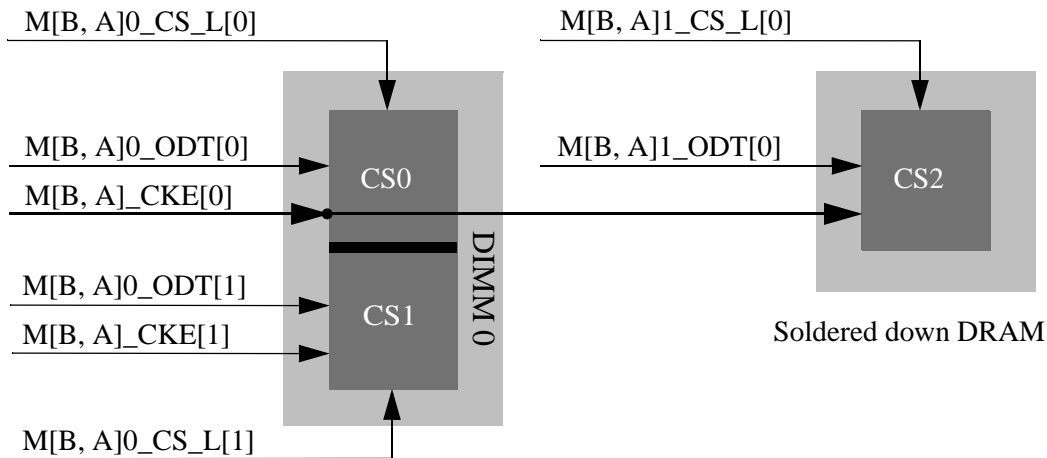 M[B, A]0_CS_L[0]
M[B, A]1_CS_L[0]
M[B, A]0_ODT[0]
M[B, A]1_ODT[0]
CS0
CS2
M[B, A]_CKE[0]
DIMM 0
M[B, A]0_ODT[1]
CS1
M[B, A]_CKE[1]
Soldered down DRAM
M[B, A]0_CS_L[1]